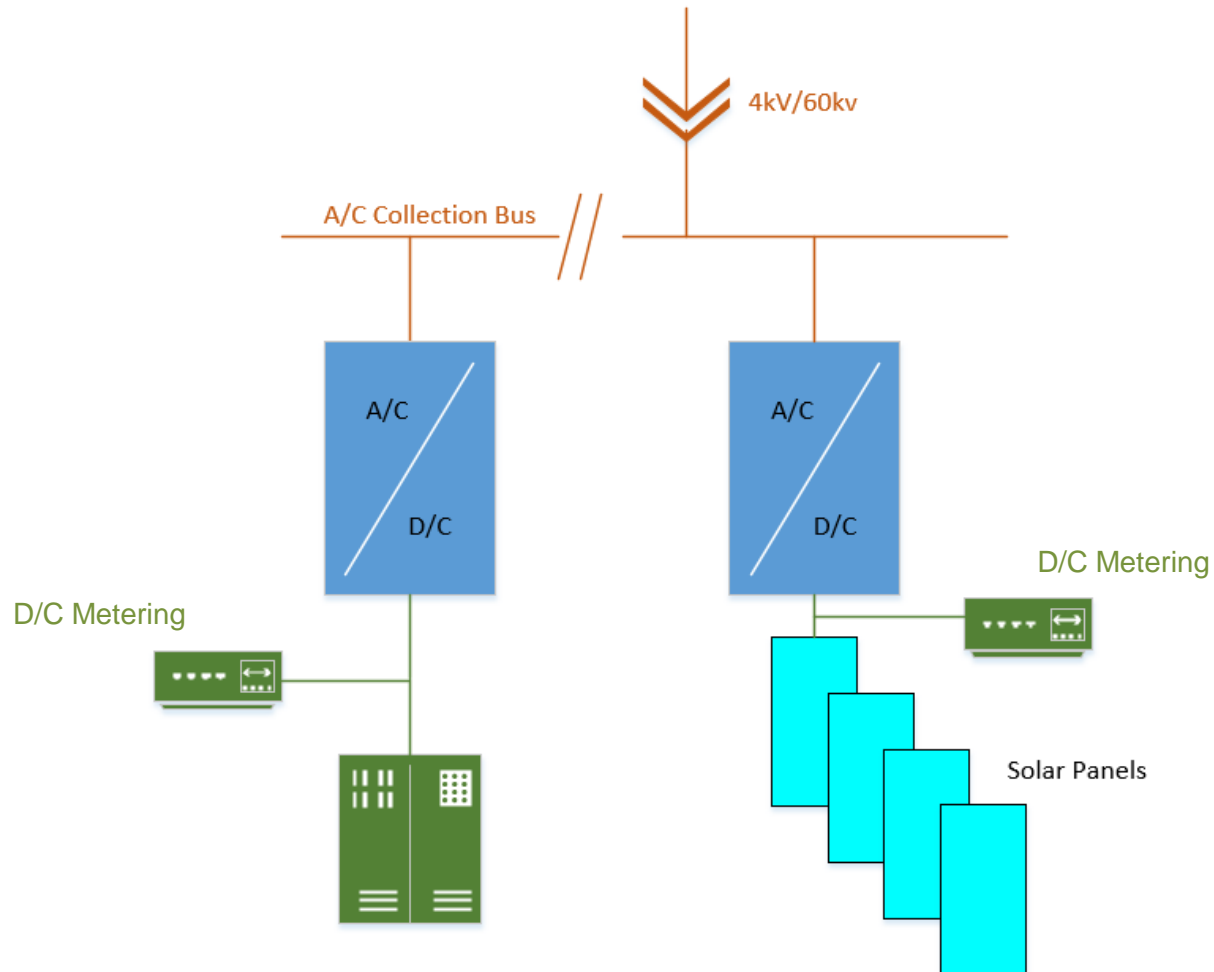 4kV/60kv
A/C Collection Bus
A/C
D/C
A/C
D/C
D/C Metering
D/C Metering
Solar Panels